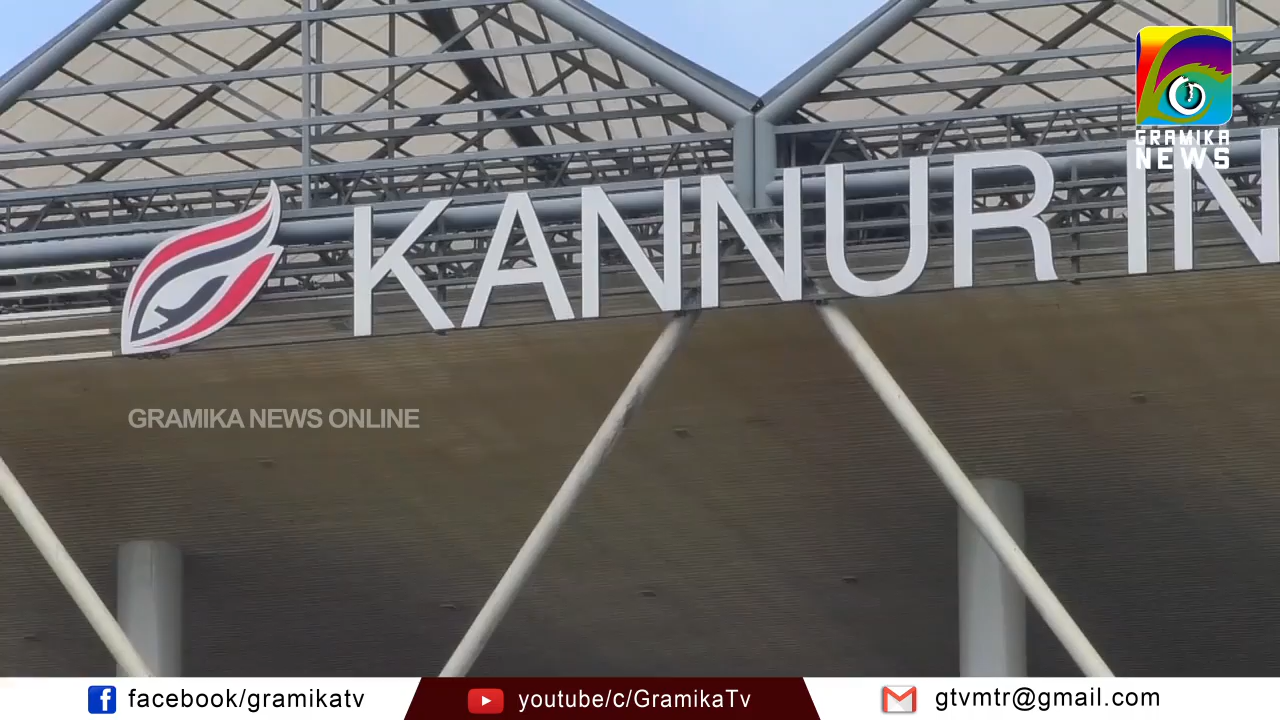 GRAMIKA
NEWS
KANNUR IN
GRAMIKA NEWS ONLINE
facebook/gramikatv
youtube/c/GramikaTv
gtvmtr@gmail.com